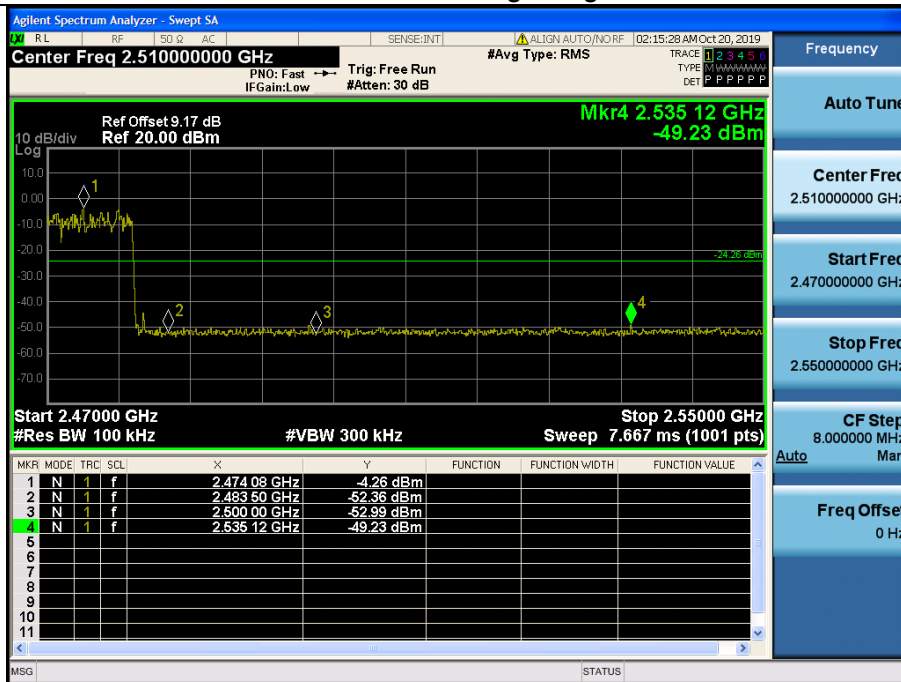 Agilent Spectrum Analyzer - Swept SA
LXI RL RF 50 Ω AC SENSE:INT ALIGN AUTO/NO RF 02:15:28 AM Oct 20, 2019
Center Freq 2.510000000 GHz #Avg Type: RMS TRACE 1 2 3 4 5 6
PNO: Fast Trig: Free Run TYPE M WWWWW
IFGain:Low #Atten: 30 dB DET P P P P P P
Mkr4 2.535 12 GHz
-49.23 dBm
Ref Offset 9.17 dB
10 dB/div Ref 20.00 dBm
Log
10.0
1
0.00
-10.0
-20.0
-24.26 dBm
-30.0
-40.0
2 3 4
-50.0
-60.0
-70.0
Start 2.47000 GHz Stop 2.55000 GHz
#Res BW 100 kHz #VBW 300 kHz Sweep 7.667 ms (1001 pts)
MKR MODE TRC SCL X Y FUNCTION FUNCTION WIDTH FUNCTION VALUE
1 N 1 f 2.474 08 GHz -4.26 dBm
2 N 1 f 2.483 50 GHz -52.36 dBm
3 N 1 f 2.500 00 GHz -52.99 dBm
4 N 1 f 2.535 12 GHz -49.23 dBm
5
6
7
8
9
10
11
MSG STATUS
Frequency
Auto Tune
Center Freq
2.510000000 GHz
Start Freq
2.470000000 GHz
Stop Freq
2.550000000 GHz
CF Step
8.000000 MHz
Auto Man
Freq Offset
0 Hz